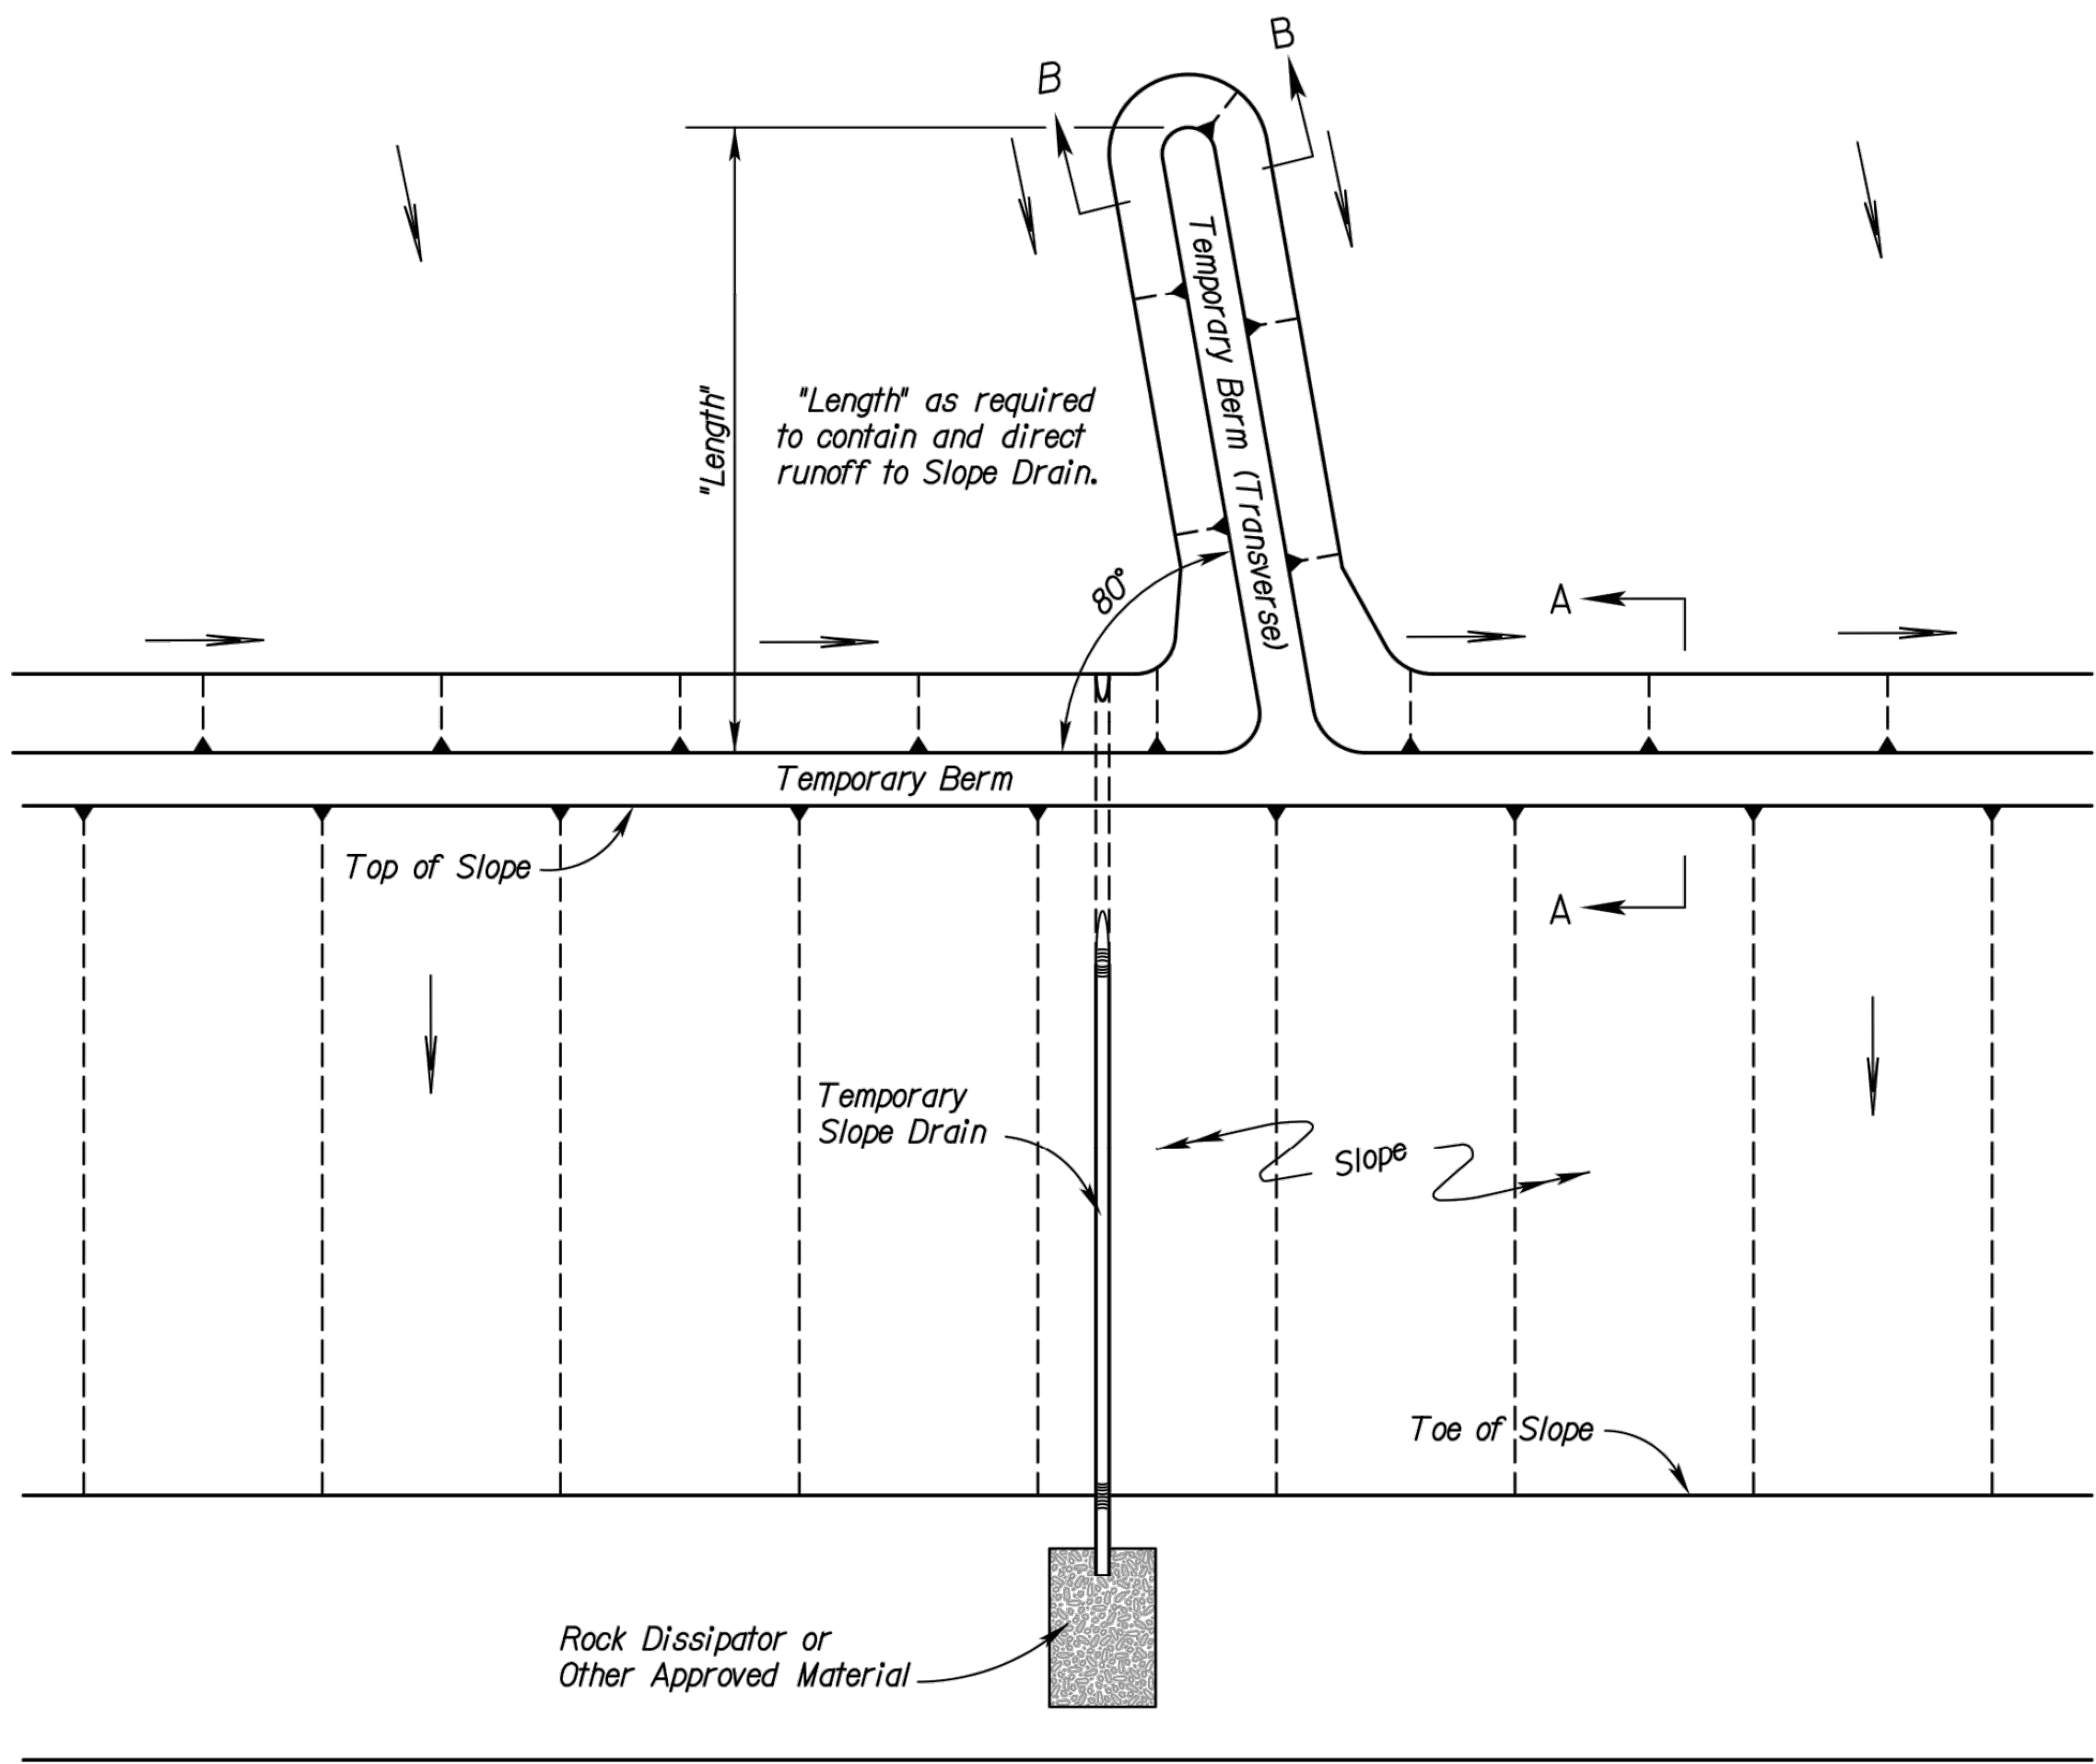 B
B
"Length"
"Length" as required
to contain and direct
runoff to Slope Drain.
Temporary Berm (Transverse)
80°
A
Temporary Berm
Top of Slope
A
Temporary
Slope Drain
Slope
Toe of Slope
Rock Dissipator or
Other Approved Material